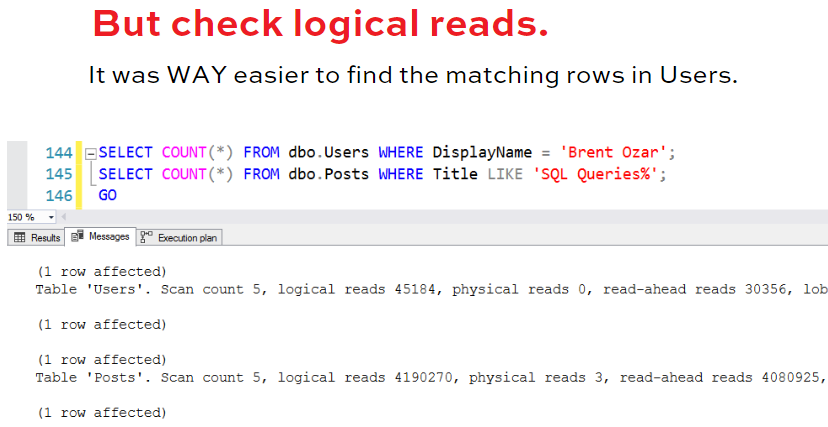 But check logical reads.
It was WAY easier to find the matching rows in Users.
144 SELECT COUNT(*) FROM dbo.Users WHERE DisplayName = 'Brent Ozar';
145 SELECT COUNT(*) FROM dbo.Posts WHERE Title LIKE 'SQL Queries%';
146 GO
150 %
Results Messages Execution plan
(1 row affected)
Table 'Users'. Scan count 5, logical reads 45184, physical reads 0, read-ahead reads 30356, lob
(1 row affected)
(1 row affected)
Table 'Posts'. Scan count 5, logical reads 4190270, physical reads 3, read-ahead reads 4080925,
(1 row affected)